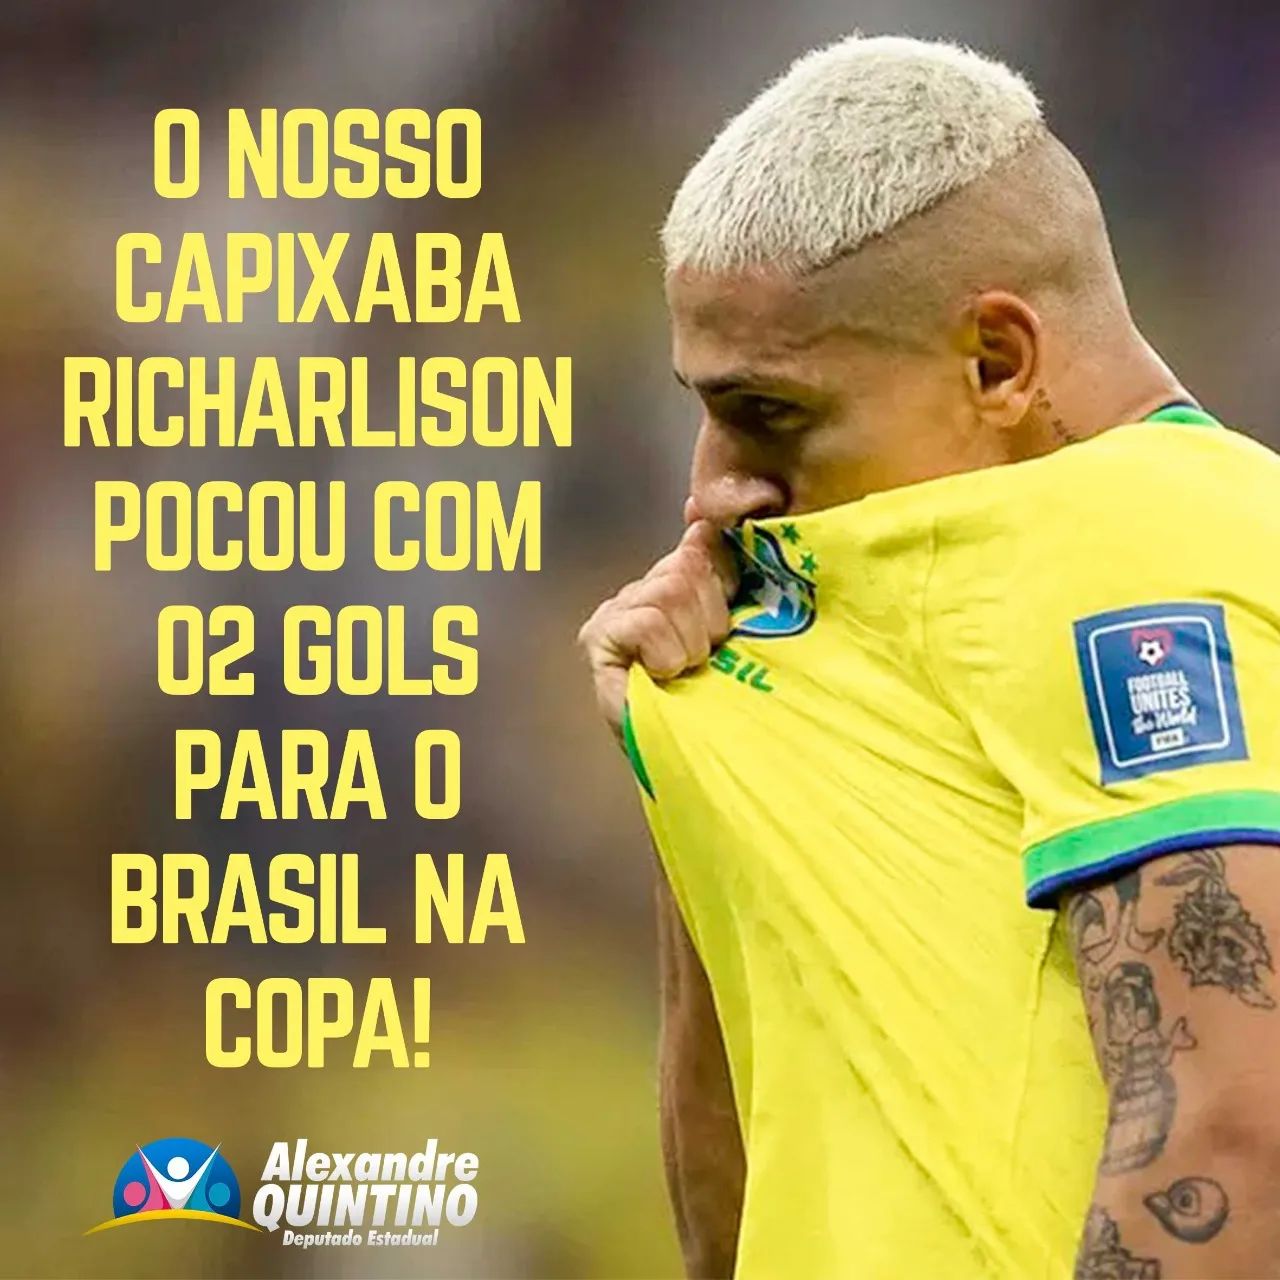 O NOSSO
CAPIXABA
RICHARLISON
POCOU COM
02 GOLS
PARA O
BRASIL NA
COPA!
SIL
FOOTBALL
UNITES
the World
FIFA
Alexandre
QUINTINO
Deputado Estadual